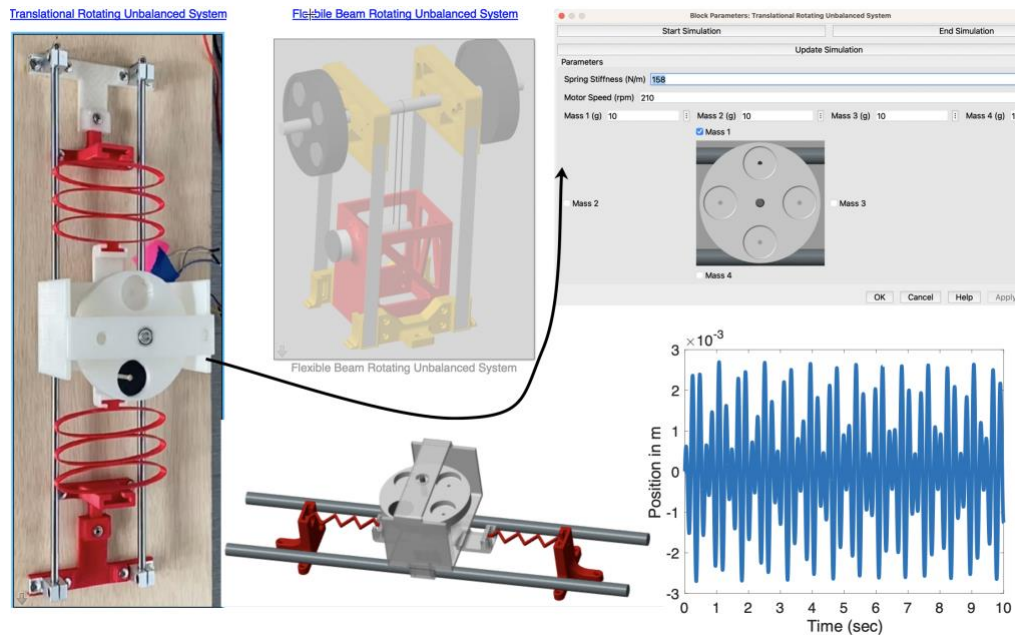 Translational Rotating Unbalanced System
Flexibile Beam Rotating Unbalanced System
Flexibile Beam Rotating Unbalanced System
Block Parameters: Translational Rotating Unbalanced System
Start Simulation End Simulation
Update Simulation
Parameters
Spring Stiffness (N/m) 158
Motor Speed (rpm) 210
Mass 1 (g) 10 Mass 2 (g) 10 Mass 3 (g) 10 Mass 4 (g) 1
Mass 1
Mass 2
Mass 3
Mass 4
OK Cancel Help Apply
×10⁻³
3
2
1
0
-1
-2
-3
Position in m
0 1 2 3 4 5 6 7 8 9 10
Time (sec)